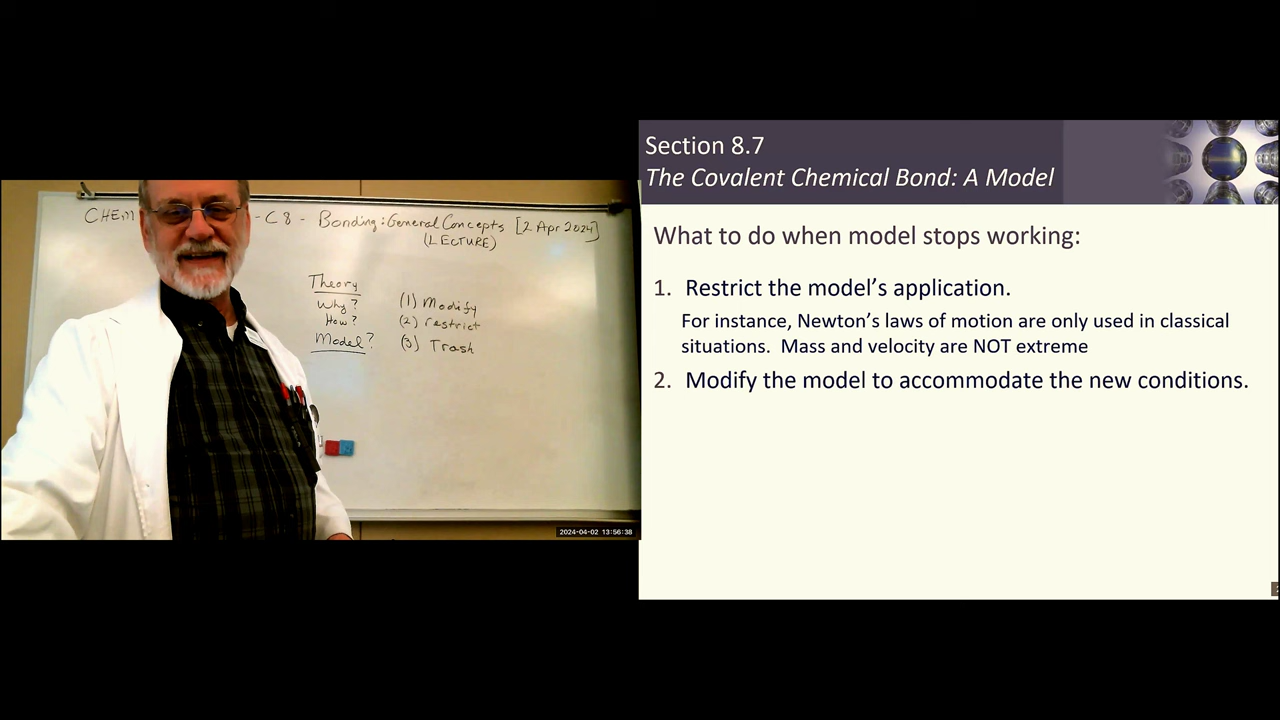 CHEM - C8 - Bonding: General Concepts [2 Apr 2024]
(LECTURE)
Theory
Why?
How?
Model?
(1) Modify
(2) restrict
(3) Trash
2024-04-02 13:56:38
Section 8.7
The Covalent Chemical Bond: A Model
What to do when model stops working:
1. Restrict the model's application.
For instance, Newton's laws of motion are only used in classical
situations. Mass and velocity are NOT extreme
2. Modify the model to accommodate the new conditions.